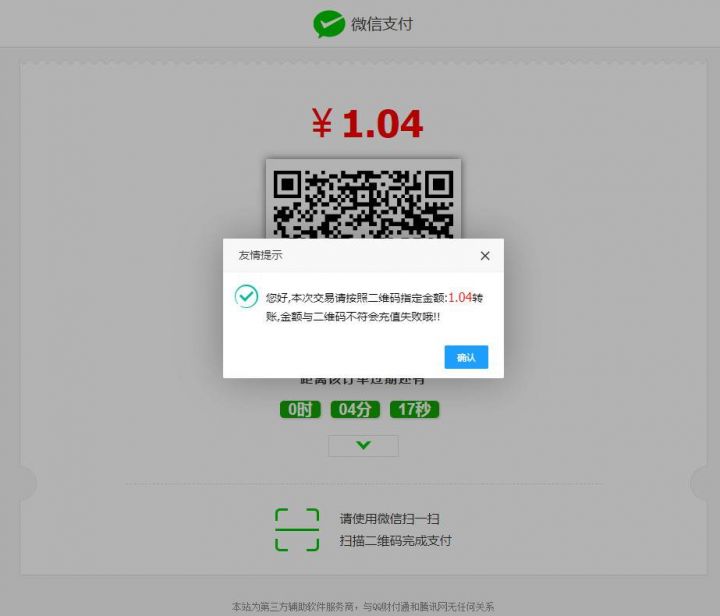 微信支付
￥1.04
友情提示
您好,本次交易请按照二维码指定金额:1.04转
账,金额与二维码不符会充值失败哦!!
确认
距离该订单过期还有
0时 04分 17秒
请使用微信扫一扫
扫描二维码完成支付
本站为第三方辅助软件服务商，与QQ财付通和腾讯网无任何关系